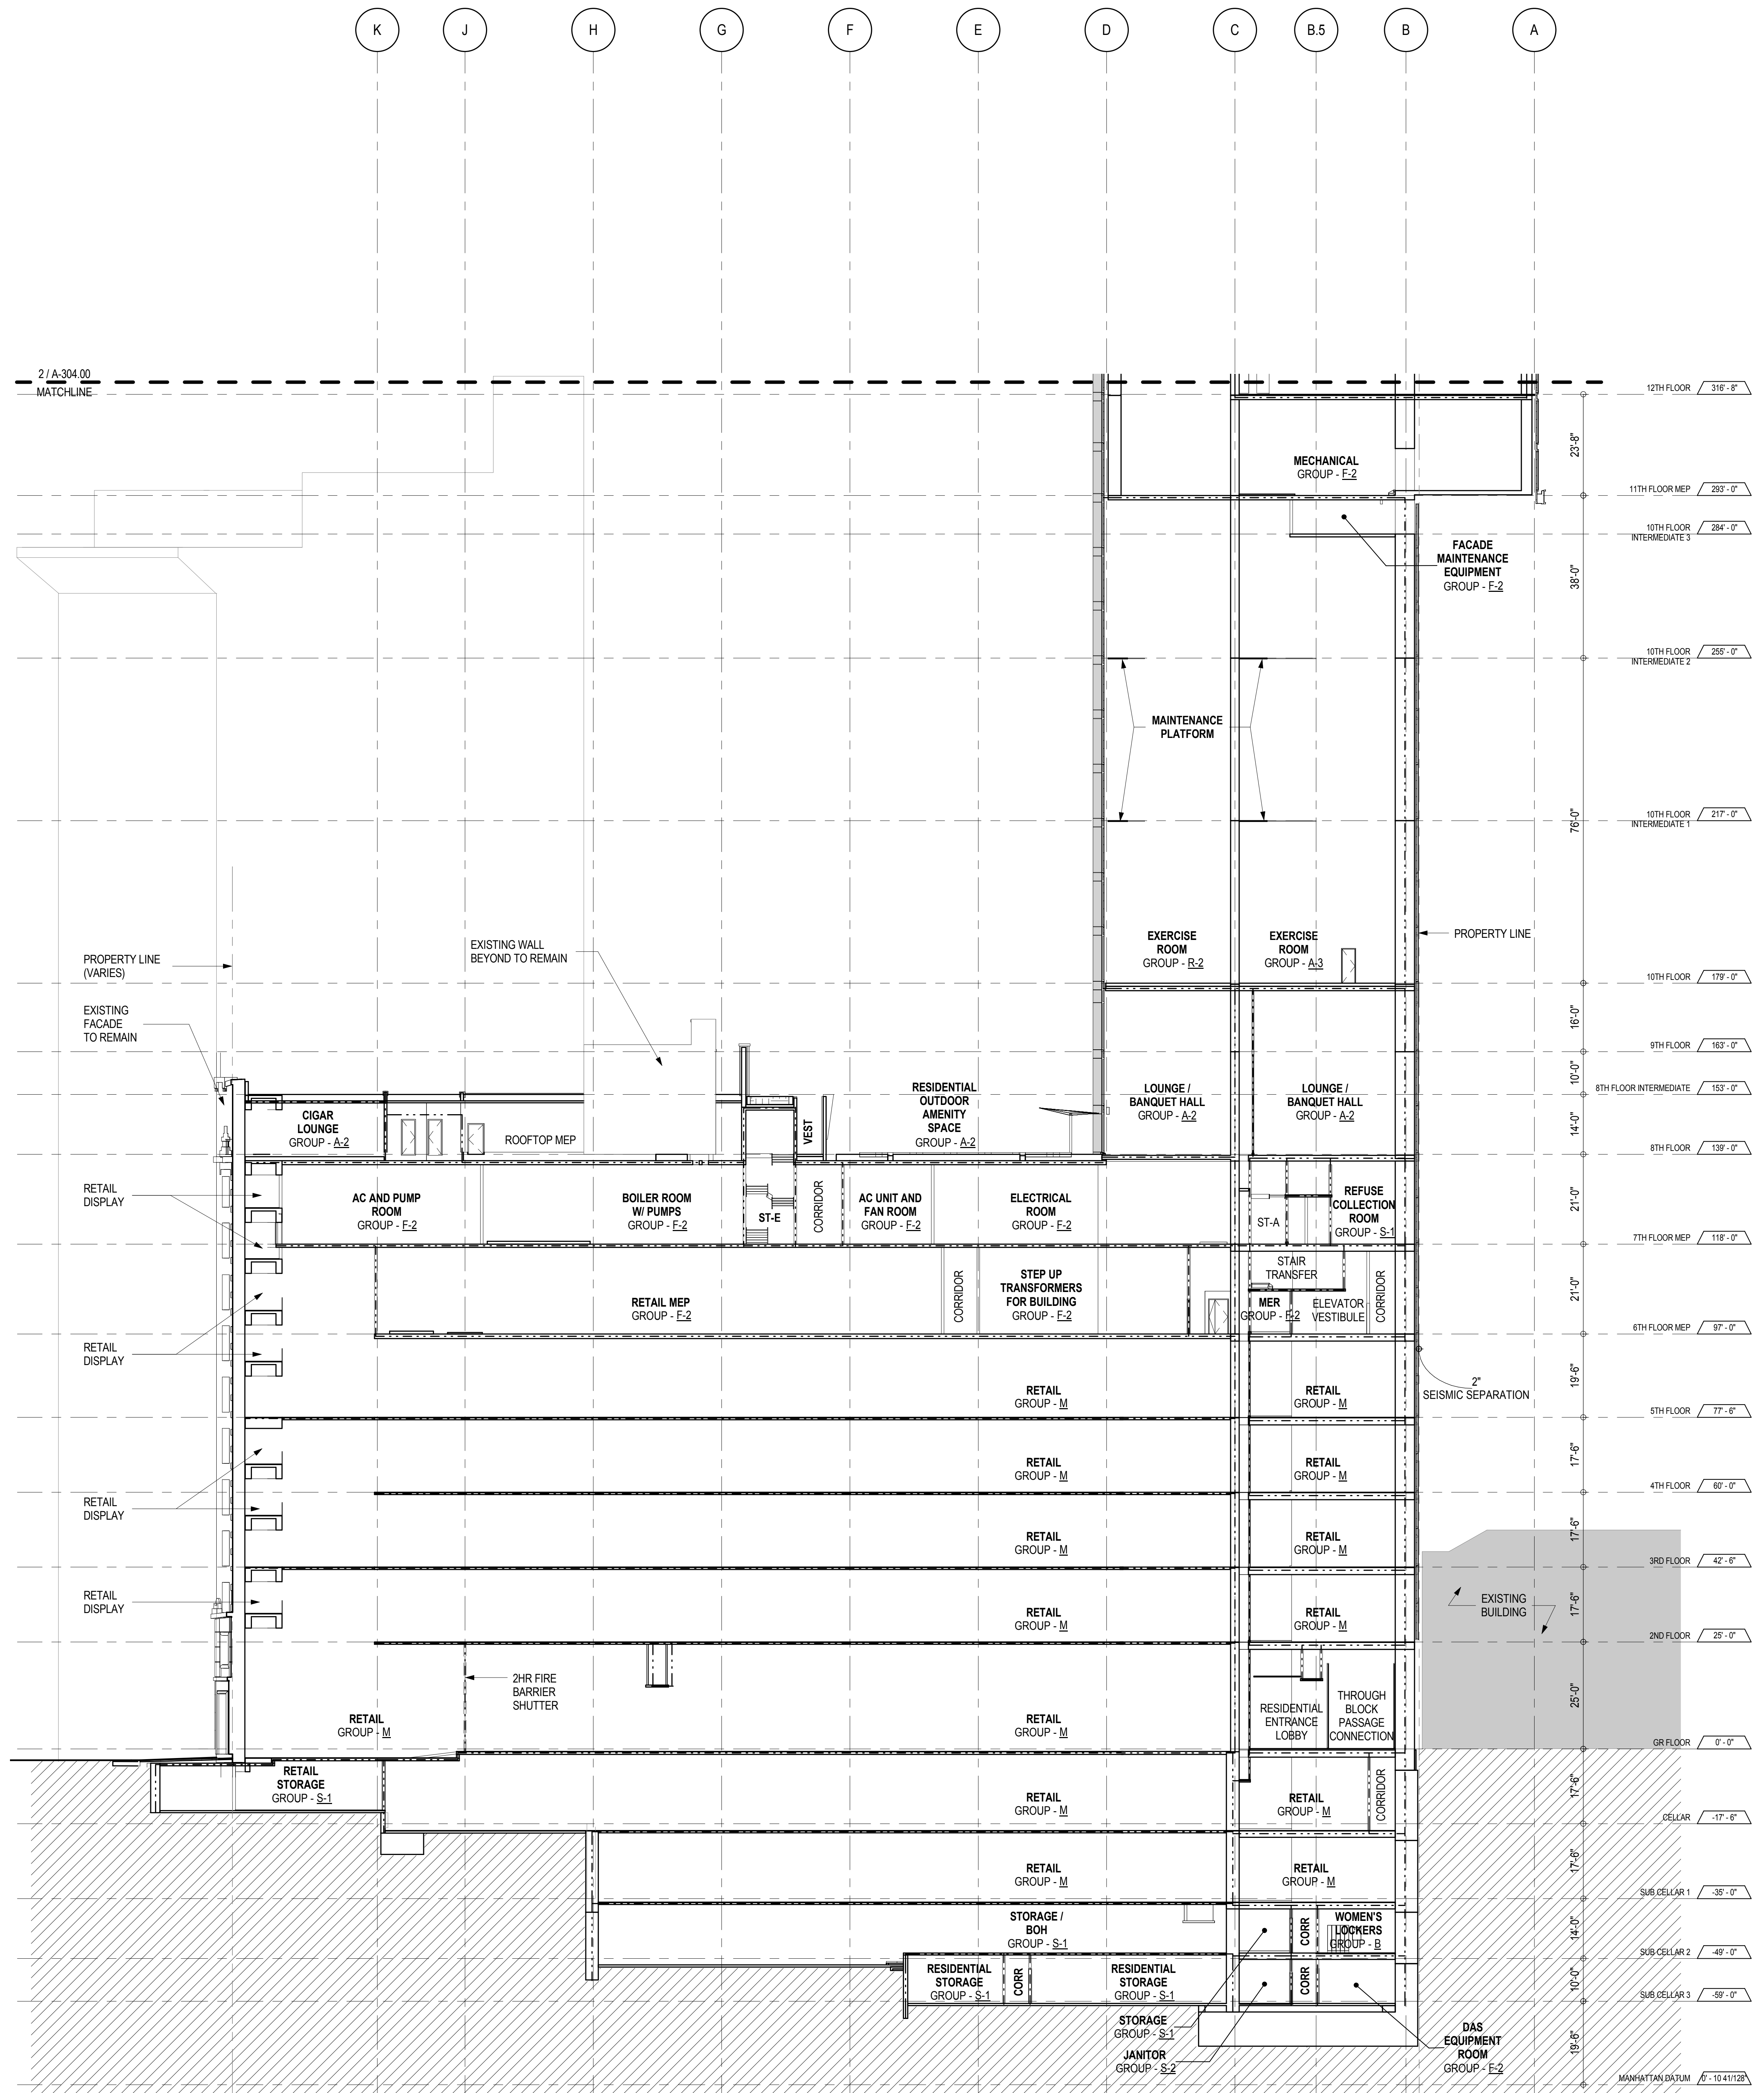 K
J
H
G
F
E
D
C
B.5
B
A
2 / A-304.00
MATCHLINE
12TH FLOOR
316' - 8"
23'-8"
MECHANICAL
GROUP - F-2
11TH FLOOR MEP
293' - 0"
10TH FLOOR
INTERMEDIATE 3
284' - 0"
FACADE
MAINTENANCE
EQUIPMENT
GROUP - F-2
38'-0"
10TH FLOOR
INTERMEDIATE 2
255' - 0"
MAINTENANCE
PLATFORM
10TH FLOOR
INTERMEDIATE 1
217' - 0"
76'-0"
EXERCISE
ROOM
GROUP - R-2
EXERCISE
ROOM
GROUP - A-3
PROPERTY LINE
EXISTING WALL
BEYOND TO REMAIN
PROPERTY LINE
(VARIES)
10TH FLOOR
179' - 0"
EXISTING
FACADE
TO REMAIN
16'-0"
9TH FLOOR
163' - 0"
10'-0"
8TH FLOOR INTERMEDIATE
153' - 0"
CIGAR
LOUNGE
GROUP - A-2
ROOFTOP MEP
VEST
RESIDENTIAL
OUTDOOR
AMENITY
SPACE
GROUP - A-2
LOUNGE /
BANQUET HALL
GROUP - A-2
LOUNGE /
BANQUET HALL
GROUP - A-2
14'-0"
8TH FLOOR
139' - 0"
RETAIL
DISPLAY
AC AND PUMP
ROOM
GROUP - F-2
BOILER ROOM
W/ PUMPS
GROUP - F-2
ST-E
CORRIDOR
AC UNIT AND
FAN ROOM
GROUP - F-2
ELECTRICAL
ROOM
GROUP - F-2
ST-A
REFUSE
COLLECTION
ROOM
GROUP - S-1
21'-0"
7TH FLOOR MEP
118' - 0"
RETAIL MEP
GROUP - F-2
CORRIDOR
STEP UP
TRANSFORMERS
FOR BUILDING
GROUP - F-2
STAIR
TRANSFER
MER
GROUP - F-2
ELEVATOR
VESTIBULE
CORRIDOR
21'-0"
6TH FLOOR MEP
97' - 0"
RETAIL
DISPLAY
RETAIL
GROUP - M
RETAIL
GROUP - M
2"
SEISMIC SEPARATION
19'-6"
5TH FLOOR
77' - 6"
RETAIL
GROUP - M
RETAIL
GROUP - M
17'-6"
4TH FLOOR
60' - 0"
RETAIL
DISPLAY
RETAIL
GROUP - M
RETAIL
GROUP - M
17'-6"
3RD FLOOR
42' - 6"
RETAIL
DISPLAY
RETAIL
GROUP - M
RETAIL
GROUP - M
EXISTING
BUILDING
17'-6"
2ND FLOOR
25' - 0"
2HR FIRE
BARRIER
SHUTTER
RETAIL
GROUP - M
RETAIL
GROUP - M
RESIDENTIAL
ENTRANCE
LOBBY
THROUGH
BLOCK
PASSAGE
CONNECTION
25'-0"
GR FLOOR
0' - 0"
RETAIL
STORAGE
GROUP - S-1
RETAIL
GROUP - M
RETAIL
GROUP - M
CORRIDOR
17'-6"
CELLAR
-17' - 6"
RETAIL
GROUP - M
RETAIL
GROUP - M
17'-6"
SUB CELLAR 1
-35' - 0"
STORAGE /
BOH
GROUP - S-1
CORR
WOMEN'S
LOCKERS
GROUP - B
14'-0"
SUB CELLAR 2
-49' - 0"
RESIDENTIAL
STORAGE
GROUP - S-1
CORR
RESIDENTIAL
STORAGE
GROUP - S-1
CORR
10'-0"
SUB CELLAR 3
-59' - 0"
STORAGE
GROUP - S-1
JANITOR
GROUP - S-2
DAS
EQUIPMENT
ROOM
GROUP - F-2
19'-6"
MANHATTAN DATUM
0' - 10 41/128"